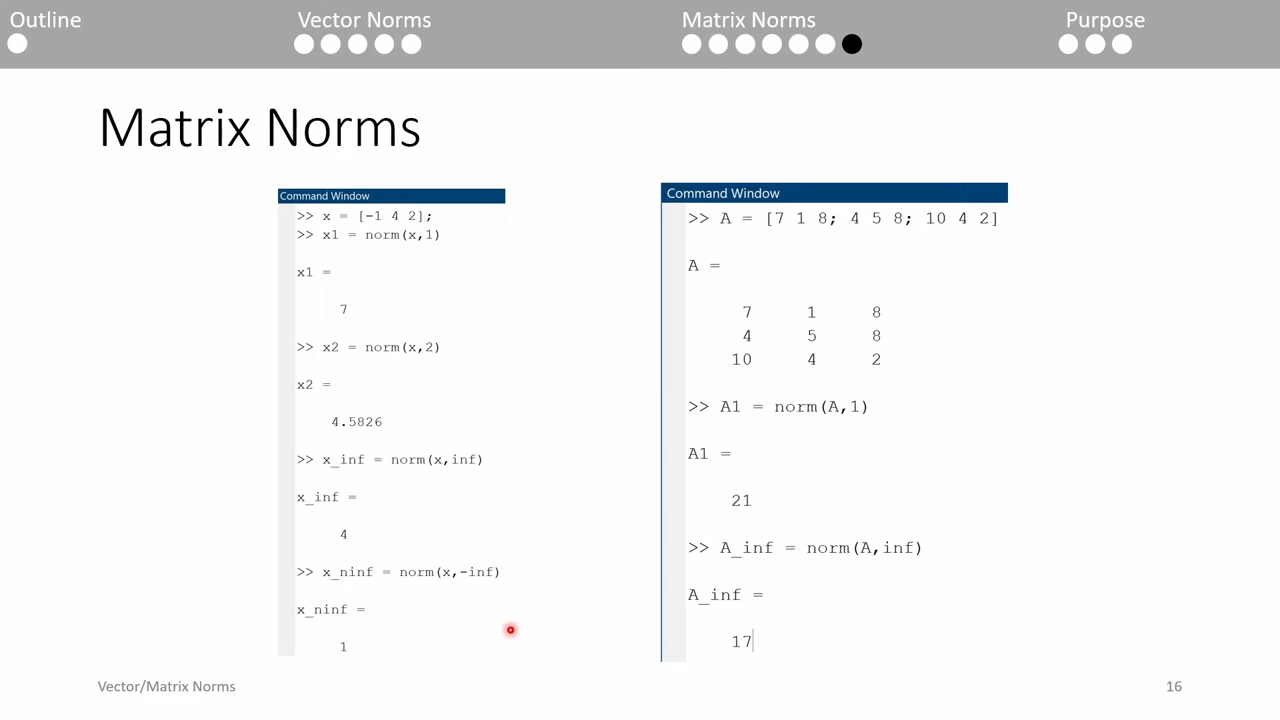 Outline
Vector Norms
Matrix Norms
Purpose
Matrix Norms
Command Window
>> x = [-1 4 2];
>> x1 = norm(x,1)
x1 =
7
>> x2 = norm(x,2)
x2 =
4.5826
>> x_inf = norm(x,inf)
x_inf =
4
>> x_ninf = norm(x,-inf)
x_ninf =
1
Command Window
>> A = [7 1 8; 4 5 8; 10 4 2]
A =
7 1 8
4 5 8
10 4 2
>> A1 = norm(A,1)
A1 =
21
>> A_inf = norm(A,inf)
A_inf =
17
Vector/Matrix Norms
16